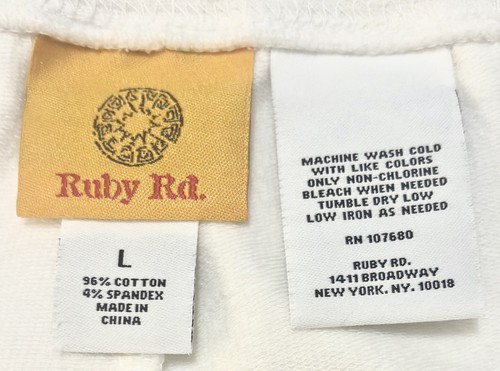 Ruby Rd.
L
96% COTTON
4% SPANDEX
MADE IN
CHINA
MACHINE WASH COLD
WITH LIKE COLORS
ONLY NON-CHLORINE
BLEACH WHEN NEEDED
TUMBLE DRY LOW
LOW IRON AS NEEDED
RN 107680
RUBY RD.
1411 BROADWAY
NEW YORK. NY. 10018